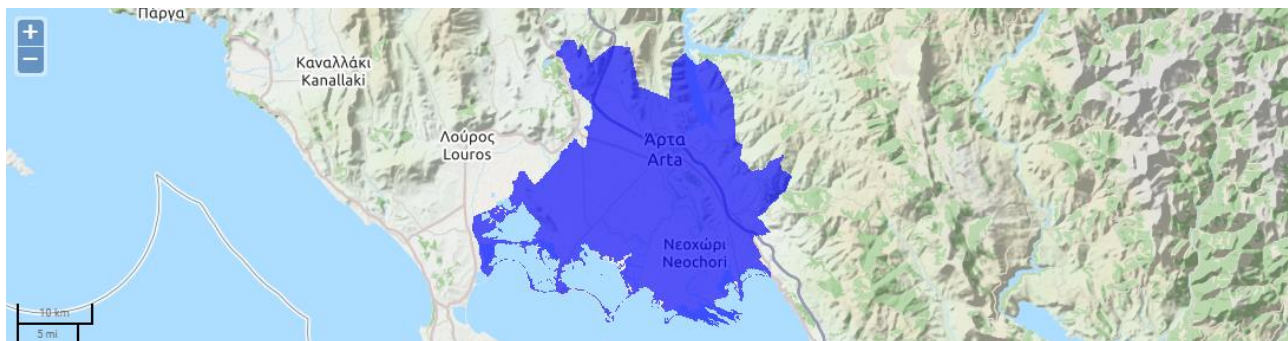 Πάργα
+
−
Καναλλάκι
Kanallaki
Λούρος
Louros
Άρτα
Arta
Νεοχώρι
Neochori
10 km
5 mi